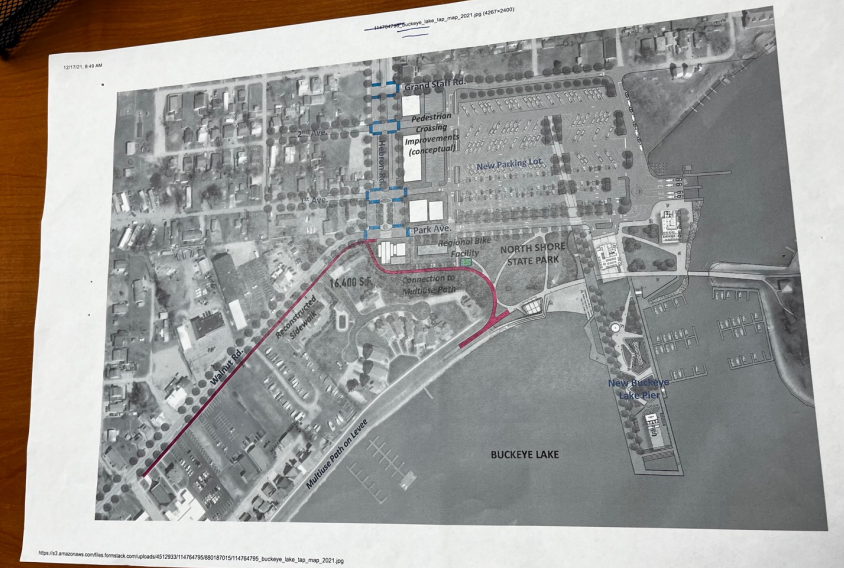 114764795_buckeye_lake_tap_map_2021.jpg (4267×2400)
12/17/21, 8:49 AM
Grand Staff Rd.
Pedestrian
Crossing
Improvements
(conceptual)
2nd Ave.
Hebron Rd.
New Parking Lot
1st Ave.
Park Ave.
Regional Bike
Facility
NORTH SHORE
STATE PARK
16,400 S.F.
Connection to
Multiuse Path
Reconstructed
Sidewalk
Walnut Rd.
New Buckeye
Lake Pier
Multiuse Path on Levee
BUCKEYE LAKE
https://s3.amazonaws.com/files.formstack.com/uploads/4512933/114764795/880187015/114764795_buckeye_lake_tap_map_2021.jpg